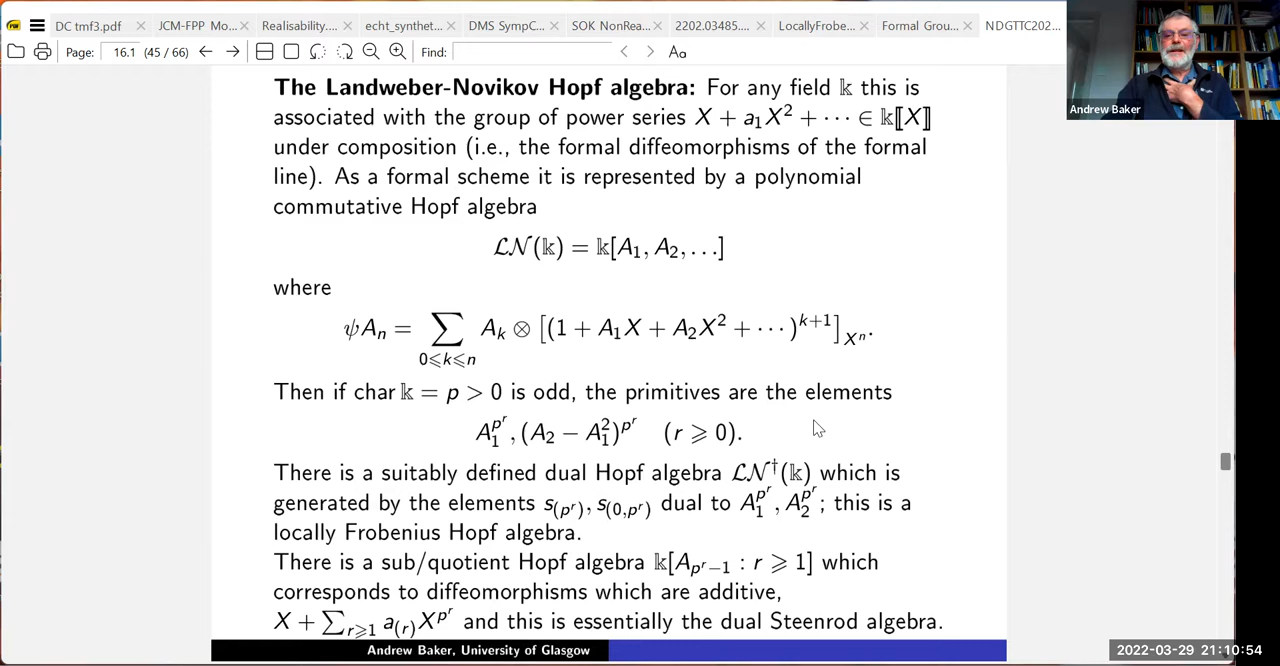 DC tmf3.pdf × JCM-FPP Mo... × Realisability.... × echt_synthet... × DMS SympC... × SOK NonRea... × 2202.03485.... × LocallyFrobe... × Formal Grou... × NDGTTC202...
Page: 16.1 (45 / 66) Find: Aa
Andrew Baker
The Landweber-Novikov Hopf algebra: For any field 𝕜 this is
associated with the group of power series X + a₁X² + ⋯ ∈ 𝕜⟦X⟧
under composition (i.e., the formal diffeomorphisms of the formal
line). As a formal scheme it is represented by a polynomial
commutative Hopf algebra
ℒ𝒩(𝕜) = 𝕜[A₁, A₂, . . .]
where
ψAₙ = ∑_{0⩽k⩽n} Aₖ ⊗ [(1 + A₁X + A₂X² + ⋯)^{k+1}]_{Xⁿ}.
Then if char 𝕜 = p > 0 is odd, the primitives are the elements
A₁^{p^r}, (A₂ − A₁²)^{p^r} (r ⩾ 0).
There is a suitably defined dual Hopf algebra ℒ𝒩†(𝕜) which is
generated by the elements s_{(p^r)}, s_{(0,p^r)} dual to A₁^{p^r}, A₂^{p^r}; this is a
locally Frobenius Hopf algebra.
There is a sub/quotient Hopf algebra 𝕜[A_{p^r−1} : r ⩾ 1] which
corresponds to diffeomorphisms which are additive,
X + ∑_{r⩾1} a_{(r)}X^{p^r} and this is essentially the dual Steenrod algebra.
Andrew Baker, University of Glasgow
2022-03-29 21:10:54